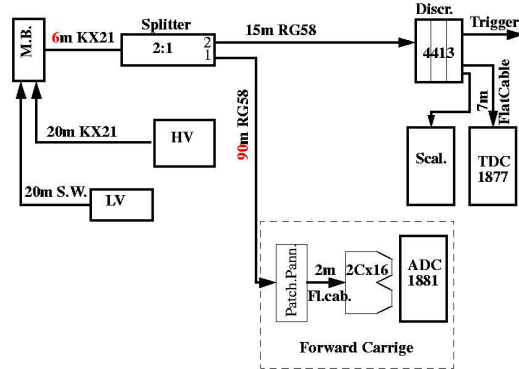 Splitter
Discr.
M.B.
6m KX21
2:1
2
1
15m RG58
4413
Trigger
20m KX21
HV
90m RG58
7m
FlatCable
Scal.
TDC
1877
20m S.W.
LV
Patch.Pann.
2m
Fl.cab.
2Cx16
ADC
1881
Forward Carrige